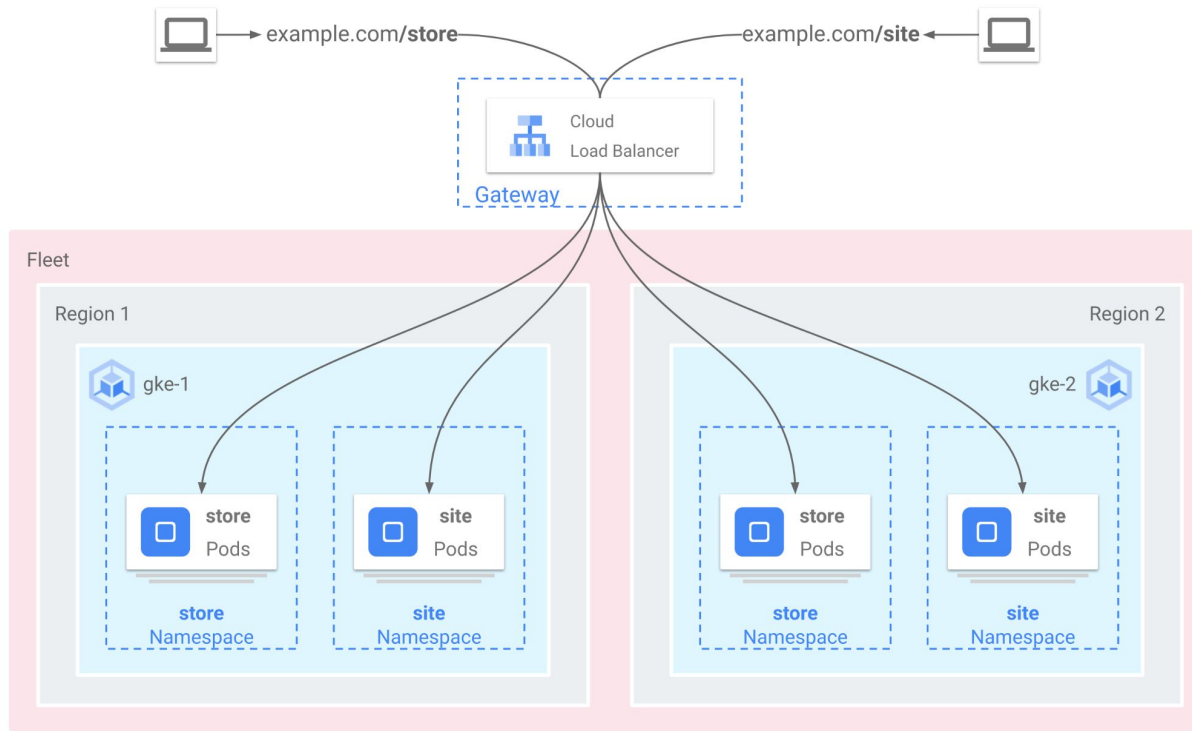 example.com/store
example.com/site
Cloud
Load Balancer
Gateway
Fleet
Region 1
gke-1
store
Pods
store
Namespace
site
Pods
site
Namespace
Region 2
gke-2
store
Pods
store
Namespace
site
Pods
site
Namespace